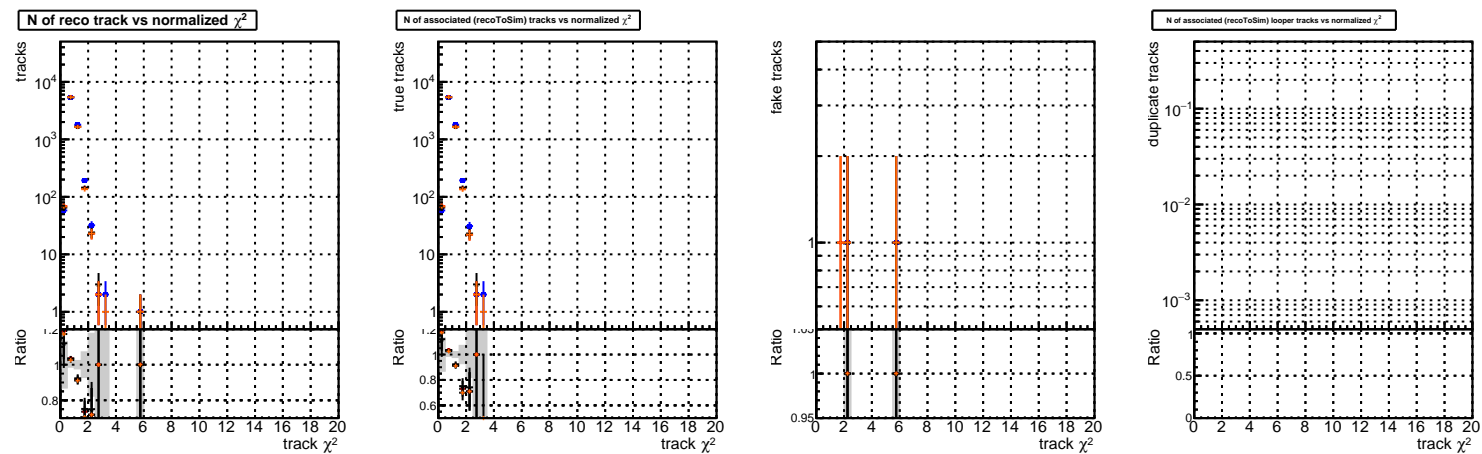 N of reco track vs normalized χ²
tracks
10⁴
10³
10²
10
1
Ratio
1.2
1
0.8
0 2 4 6 8 10 12 14 16 18 20
track χ²
N of associated (recoToSim) tracks vs normalized χ²
true tracks
10⁴
10³
10²
10
1
Ratio
1.2
1
0.8
0.6
0 2 4 6 8 10 12 14 16 18 20
track χ²
fake tracks
1
Ratio
1.05
1
0.95
0 2 4 6 8 10 12 14 16 18 20
track χ²
N of associated (recoToSim) looper tracks vs normalized χ²
duplicate tracks
10⁻¹
10⁻²
10⁻³
Ratio
1
0.5
0
0 2 4 6 8 10 12 14 16 18 20
track χ²